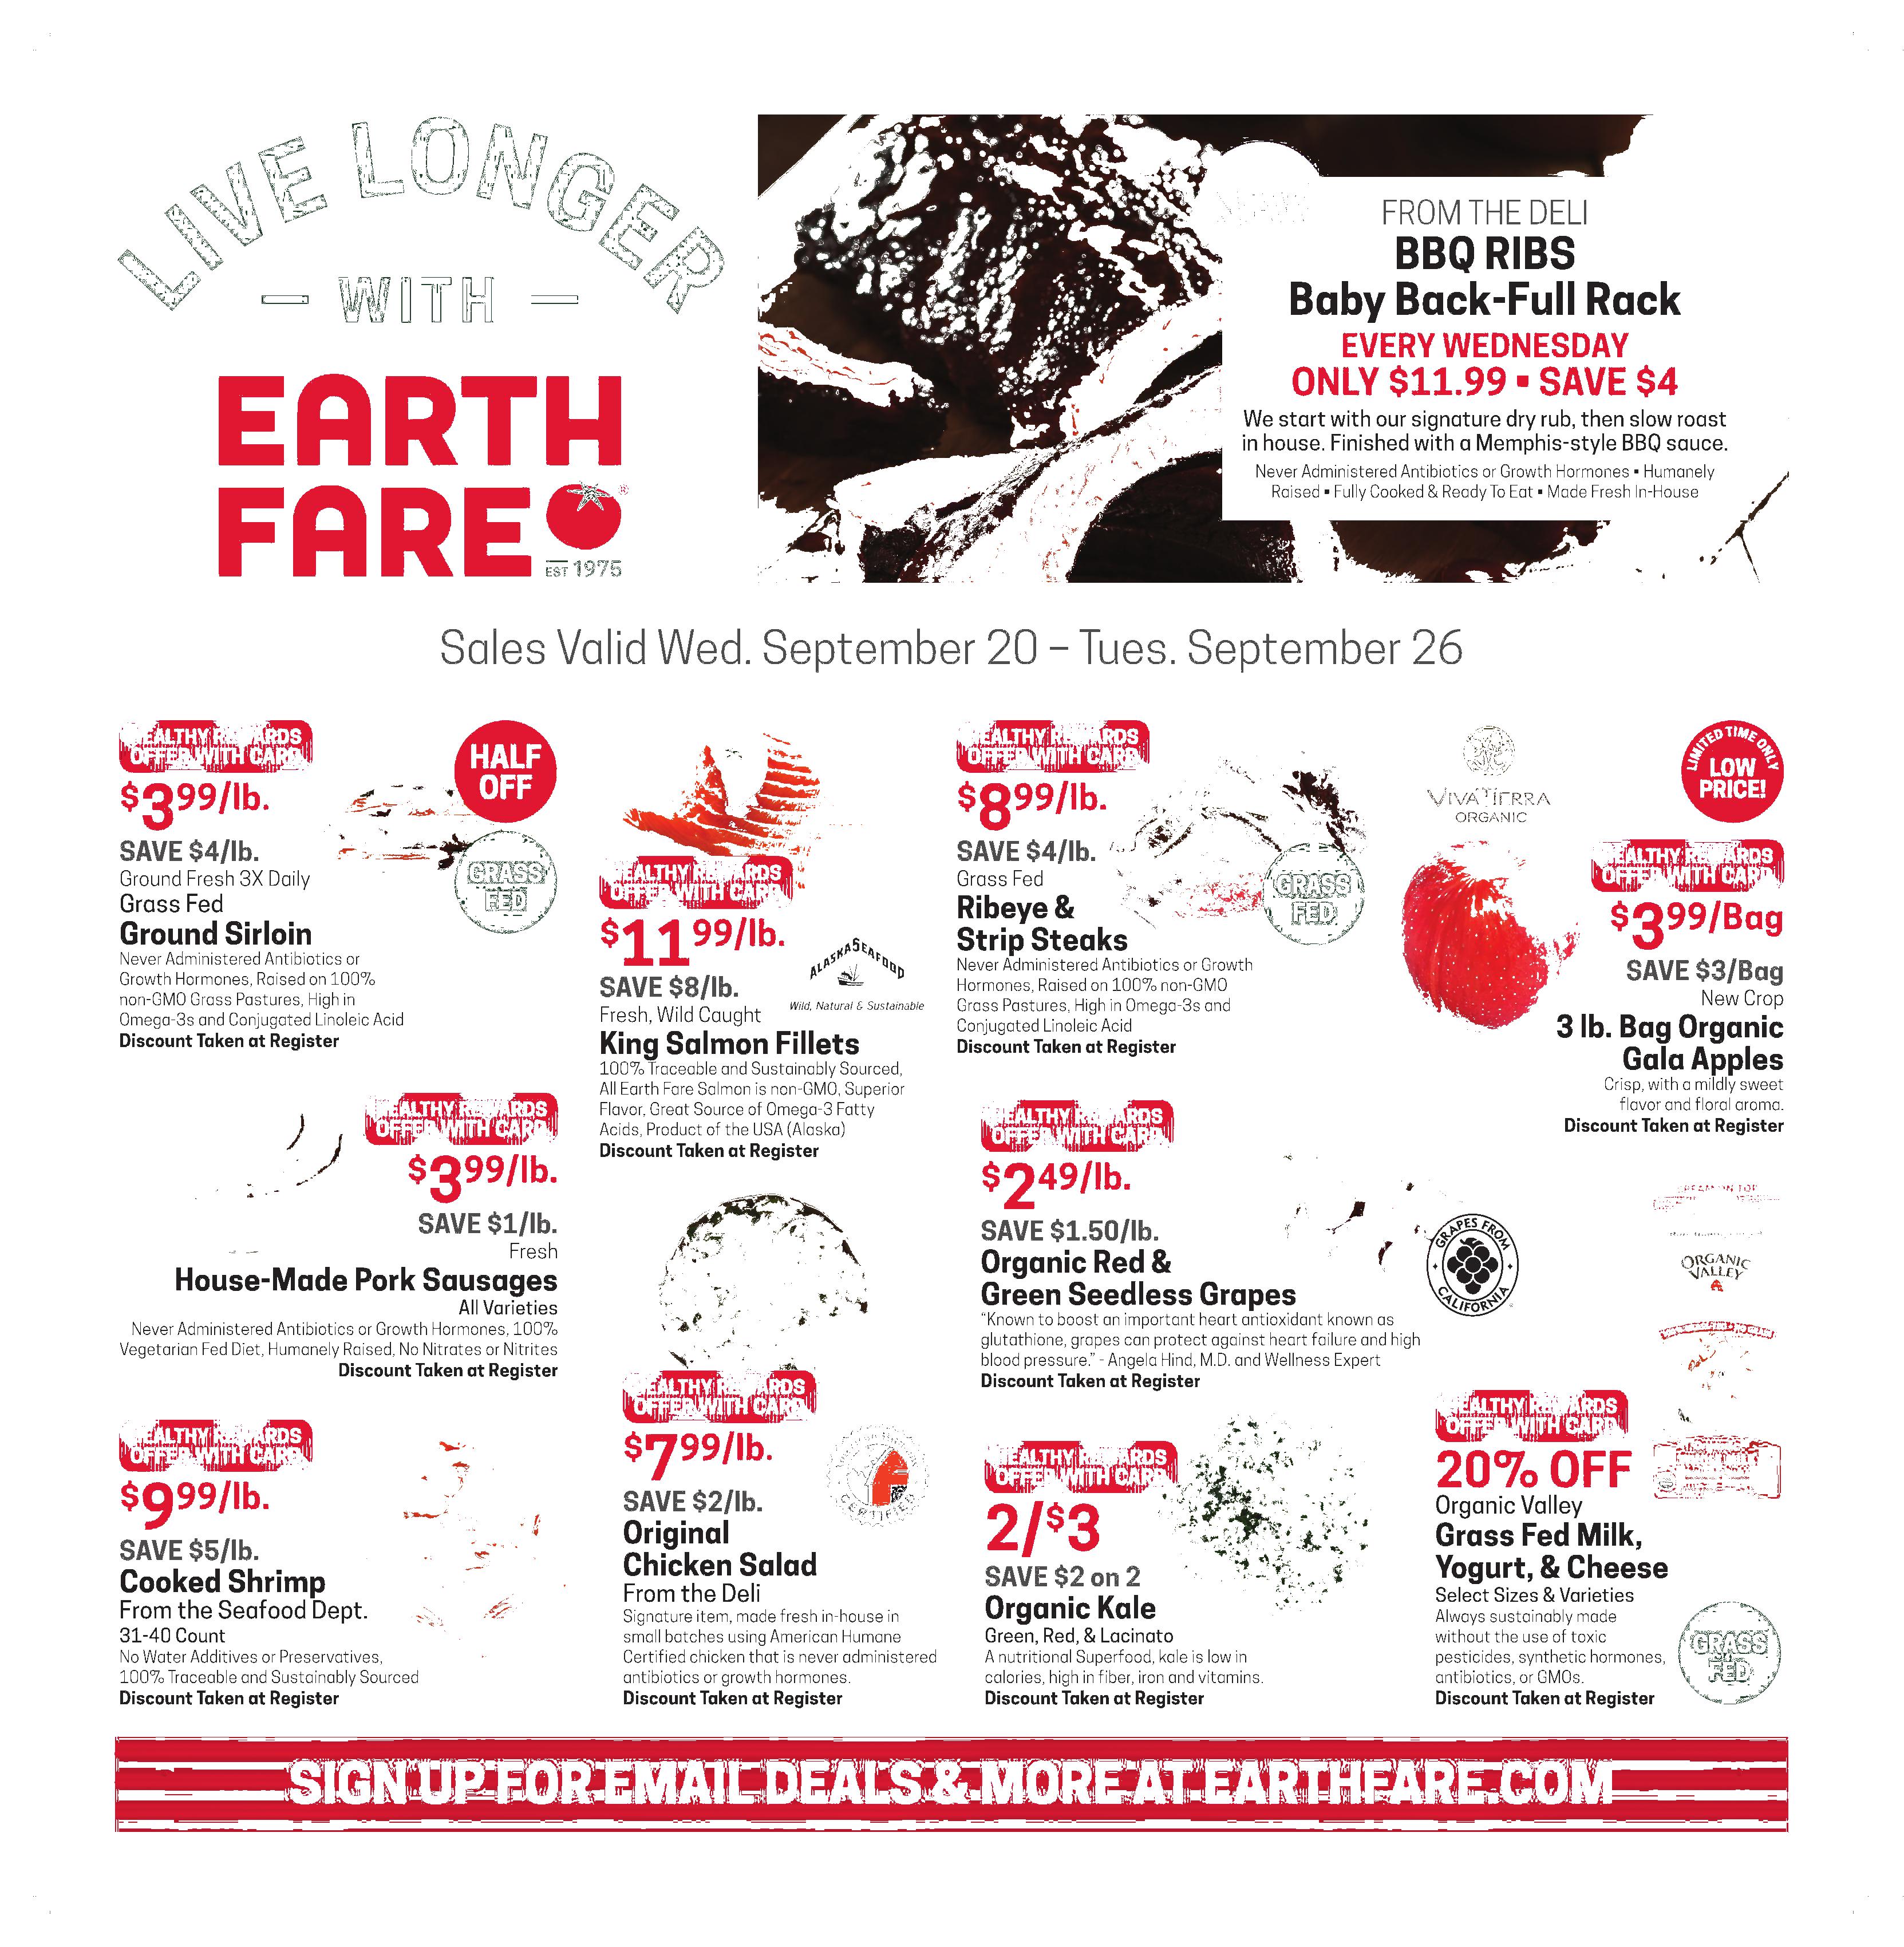 LIVE LONGER
WITH
EARTH
FARE
®
EST 1975
FROM THE DELI
BBQ RIBS
Baby Back-Full Rack
EVERY WEDNESDAY
ONLY $11.99 ▪ SAVE $4
We start with our signature dry rub, then slow roast
in house. Finished with a Memphis-style BBQ sauce.
Never Administered Antibiotics or Growth Hormones ▪ Humanely
Raised ▪ Fully Cooked & Ready To Eat ▪ Made Fresh In-House
Sales Valid Wed. September 20 – Tues. September 26
HEALTHY REWARDS
OFFER WITH CARD
HALF
OFF
$3.99/lb.
SAVE $4/lb.
Ground Fresh 3X Daily
Grass Fed
Ground Sirloin
Never Administered Antibiotics or
Growth Hormones, Raised on 100%
non-GMO Grass Pastures, High in
Omega-3s and Conjugated Linoleic Acid
Discount Taken at Register
GRASS
FED
HEALTHY REWARDS
OFFER WITH CARD
$11 99/lb.
SAVE $8/lb.
Fresh, Wild Caught
King Salmon Fillets
100% Traceable and Sustainably Sourced,
All Earth Fare Salmon is non-GMO, Superior
Flavor, Great Source of Omega-3 Fatty
Acids, Product of the USA (Alaska)
Discount Taken at Register
ALASKA SEAFOOD
Wild, Natural & Sustainable
HEALTHY REWARDS
OFFER WITH CARD
$8 99/lb.
SAVE $4/lb.
Grass Fed
Ribeye &
Strip Steaks
Never Administered Antibiotics or Growth
Hormones, Raised on 100% non-GMO
Grass Pastures, High in Omega-3s and
Conjugated Linoleic Acid
Discount Taken at Register
GRASS
FED
VIVATIERRA
ORGANIC
LIMITED TIME ONLY
LOW
PRICE!
HEALTHY REWARDS
OFFER WITH CARD
$3 99/Bag
SAVE $3/Bag
New Crop
3 lb. Bag Organic
Gala Apples
Crisp, with a mildly sweet
flavor and floral aroma.
Discount Taken at Register
HEALTHY REWARDS
OFFER WITH CARD
$3 99/lb.
SAVE $1/lb.
Fresh
House-Made Pork Sausages
All Varieties
Never Administered Antibiotics or Growth Hormones, 100%
Vegetarian Fed Diet, Humanely Raised, No Nitrates or Nitrites
Discount Taken at Register
HEALTHY REWARDS
OFFER WITH CARD
$2 49/lb.
SAVE $1.50/lb.
Organic Red &
Green Seedless Grapes
"Known to boost an important heart antioxidant known as
glutathione, grapes can protect against heart failure and high
blood pressure." - Angela Hind, M.D. and Wellness Expert
Discount Taken at Register
GRAPES FROM
CALIFORNIA
ORGANIC
VALLEY
HEALTHY REWARDS
OFFER WITH CARD
$9 99/lb.
SAVE $5/lb.
Cooked Shrimp
From the Seafood Dept.
31-40 Count
No Water Additives or Preservatives,
100% Traceable and Sustainably Sourced
Discount Taken at Register
HEALTHY REWARDS
OFFER WITH CARD
$7 99/lb.
SAVE $2/lb.
Original
Chicken Salad
From the Deli
Signature item, made fresh in-house in
small batches using American Humane
Certified chicken that is never administered
antibiotics or growth hormones.
Discount Taken at Register
CERTIFIED
HEALTHY REWARDS
OFFER WITH CARD
2/$3
SAVE $2 on 2
Organic Kale
Green, Red, & Lacinato
A nutritional Superfood, kale is low in
calories, high in fiber, iron and vitamins.
Discount Taken at Register
HEALTHY REWARDS
OFFER WITH CARD
20% OFF
Organic Valley
Grass Fed Milk,
Yogurt, & Cheese
Select Sizes & Varieties
Always sustainably made
without the use of toxic
pesticides, synthetic hormones,
antibiotics, or GMOs.
Discount Taken at Register
GRASS
FED
SIGN UP FOR EMAIL DEALS & MORE AT EARTHFARE.COM